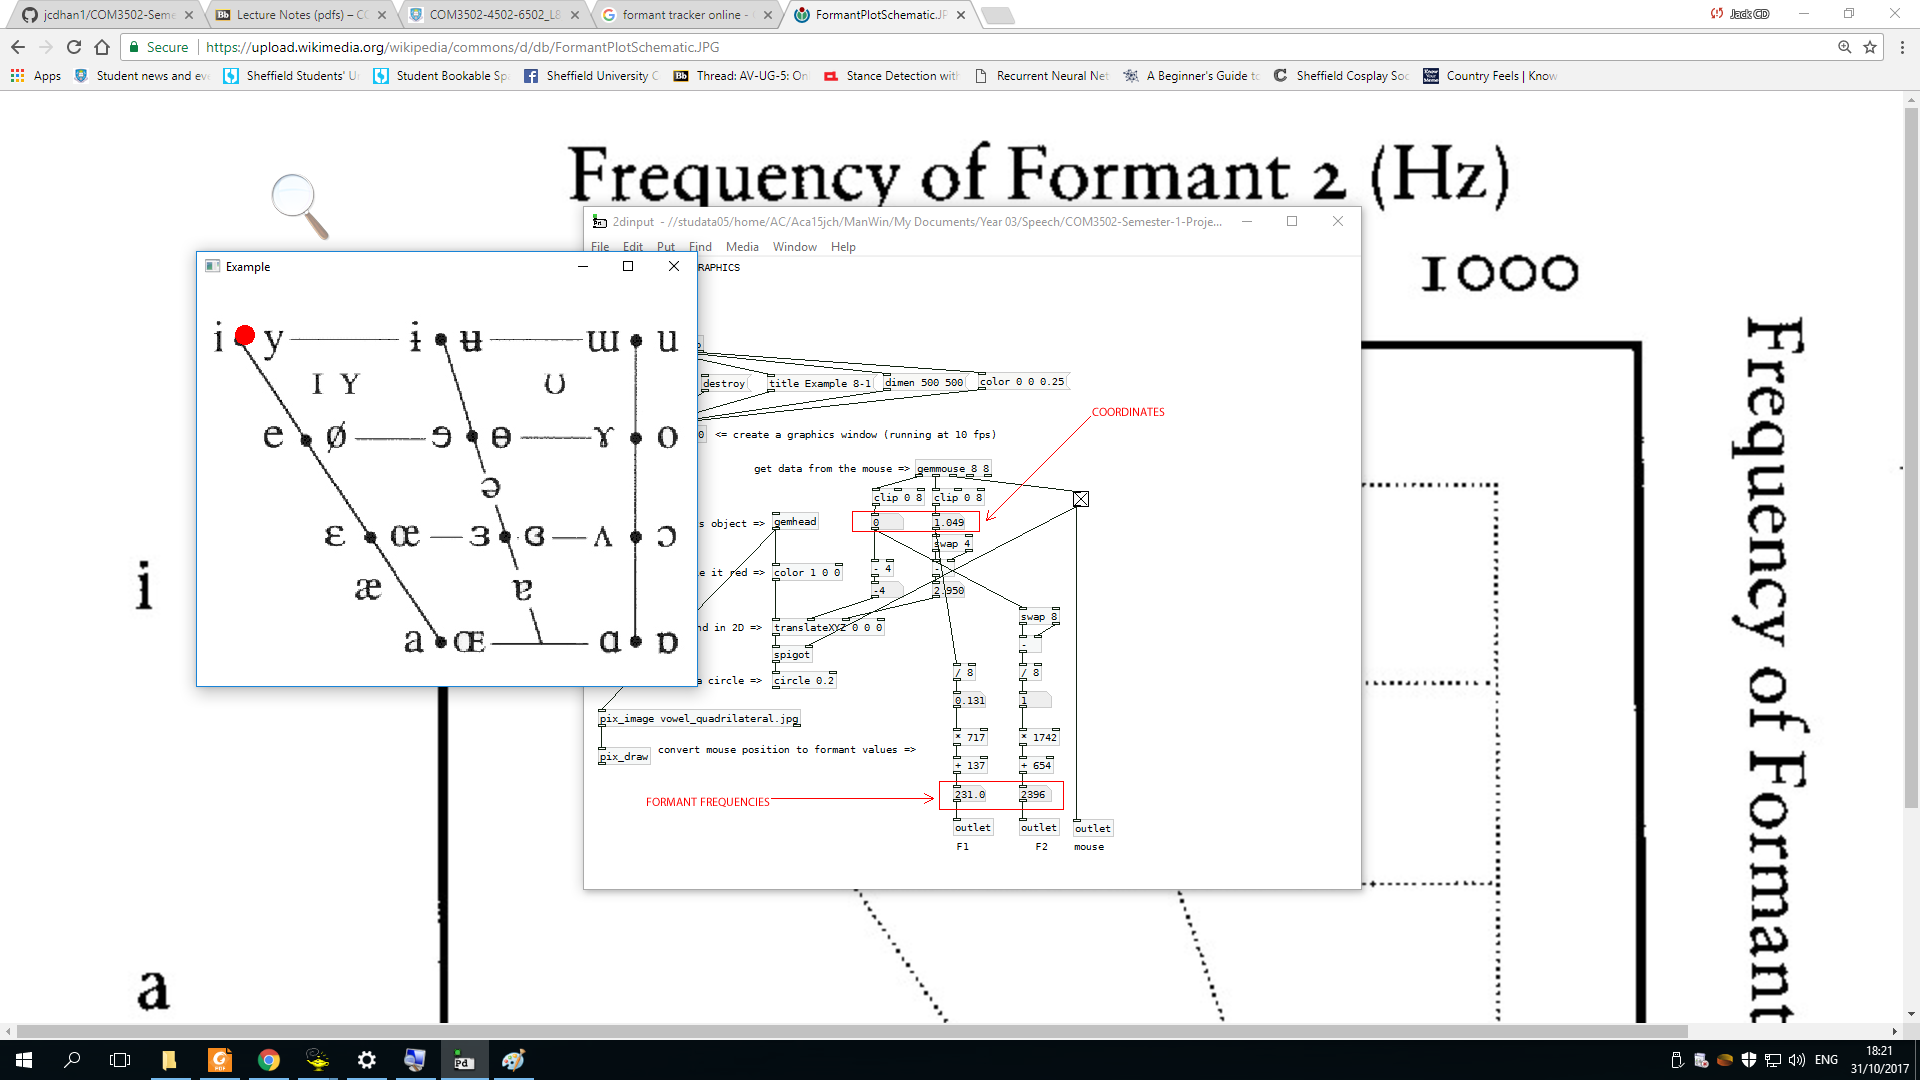 jcdhan1/COM3502-Seme
Lecture Notes (pdfs) – CO
COM3502-4502-6502_L8
formant tracker online -
FormantPlotSchematic.JP
Jack CD
Secure
https://upload.wikimedia.org/wikipedia/commons/d/db/FormantPlotSchematic.JPG
Apps
Student news and eve
Sheffield Students' U
Student Bookable Sp
Sheffield University C
Thread: AV-UG-5: On
Stance Detection with
Recurrent Neural Net
A Beginner's Guide to
Sheffield Cosplay Soc
Country Feels | Know
Frequency of Formant 2 (Hz)
1000
Frequency of Formant
i
a
2dinput - //studata05/home/AC/Aca15jch/ManWin/My Documents/Year 03/Speech/COM3502-Semester-1-Proje...
File Edit Put Find Media Window Help
RAPHICS
destroy
title Example 8-1
dimen 500 500
color 0 0 0.25
0
<= create a graphics window (running at 10 fps)
COORDINATES
get data from the mouse =>
gemmouse 8 8
clip 0 8
clip 0 8
0
1.049
s object =>
gemhead
swap 4
- 4
-
e it red =>
color 1 0 0
-4
2.950
swap 8
nd in 2D =>
translateXYZ 0 0 0
-
spigot
a circle =>
circle 0.2
/ 8
/ 8
0.131
1
pix_image vowel_quadrilateral.jpg
* 717
* 1742
pix_draw
convert mouse position to formant values =>
+ 137
+ 654
FORMANT FREQUENCIES
231.0
2396
outlet
outlet
outlet
F1
F2
mouse
Example
i y ɨ ʉ ɯ u
I Y ʊ
e ø ɘ ɵ ɤ o
ə
ɛ œ ɜ ɞ ʌ ɔ
æ ɐ
a Œ ɑ ɒ
ENG
18:21
31/10/2017